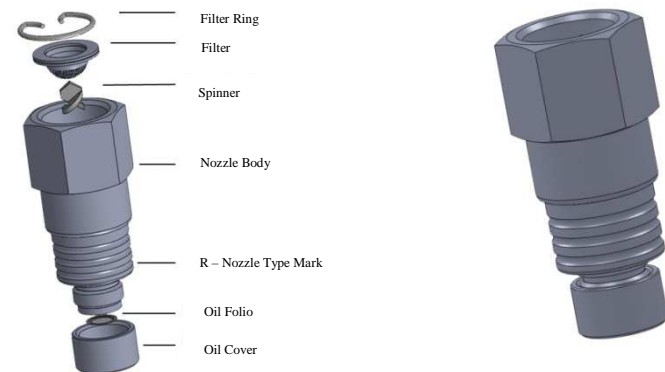 Filter Ring
Filter
Spinner
Nozzle Body
R – Nozzle Type Mark
Oil Folio
Oil Cover